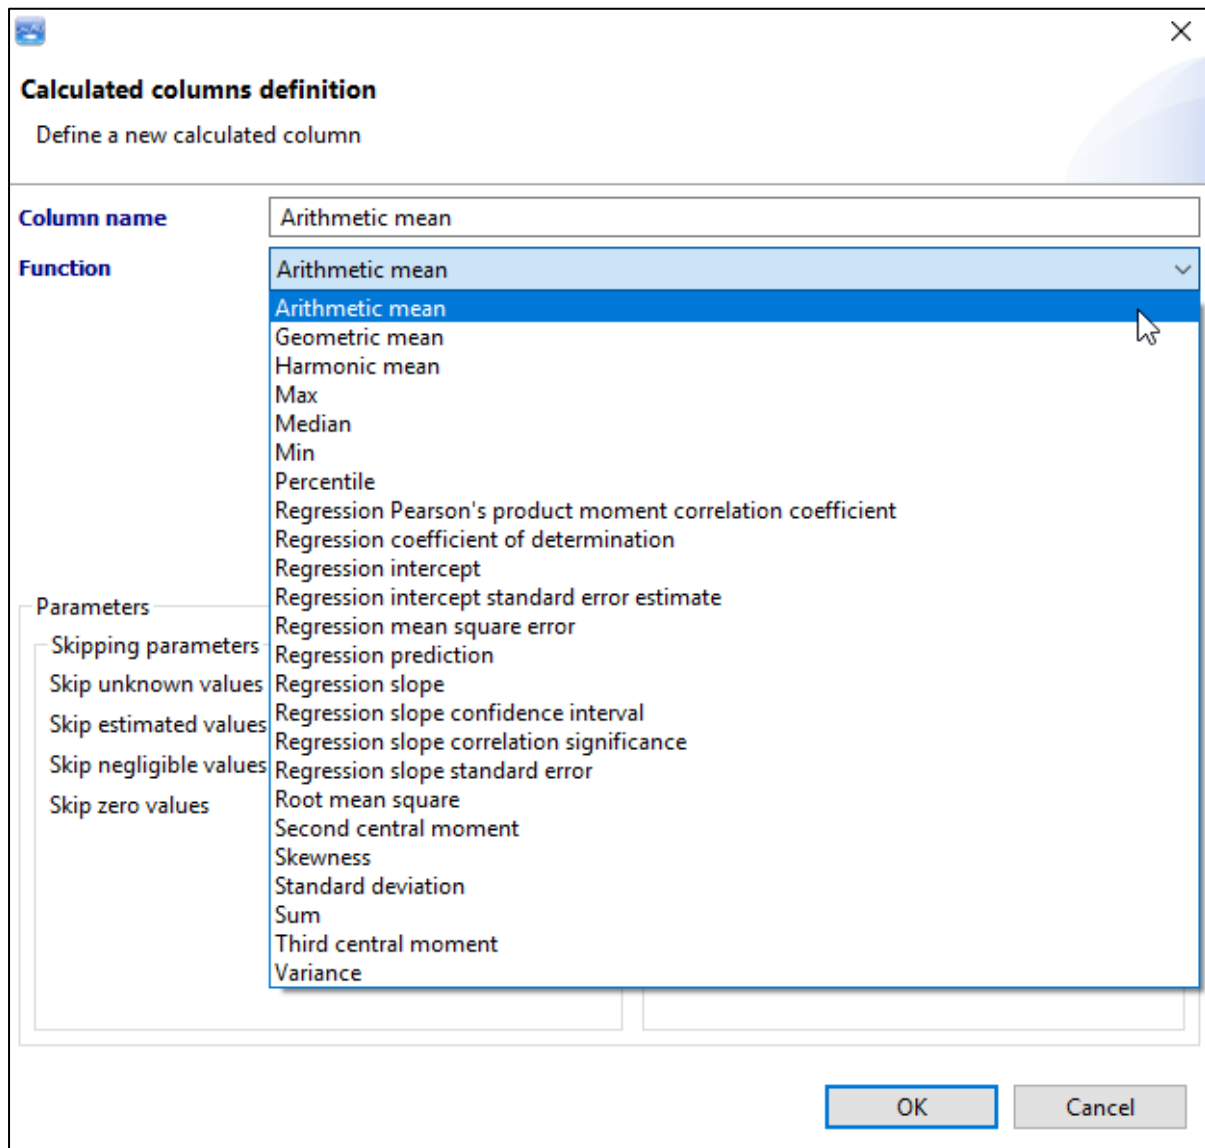 Calculated columns definition
Define a new calculated column
Column name
Arithmetic mean
Function
Arithmetic mean
Arithmetic mean
Geometric mean
Harmonic mean
Max
Median
Min
Percentile
Regression Pearson's product moment correlation coefficient
Regression coefficient of determination
Regression intercept
Regression intercept standard error estimate
Regression mean square error
Regression prediction
Regression slope
Regression slope confidence interval
Regression slope correlation significance
Regression slope standard error
Root mean square
Second central moment
Skewness
Standard deviation
Sum
Third central moment
Variance
Parameters
Skipping parameters
Skip unknown values
Skip estimated values
Skip negligible values
Skip zero values
OK
Cancel